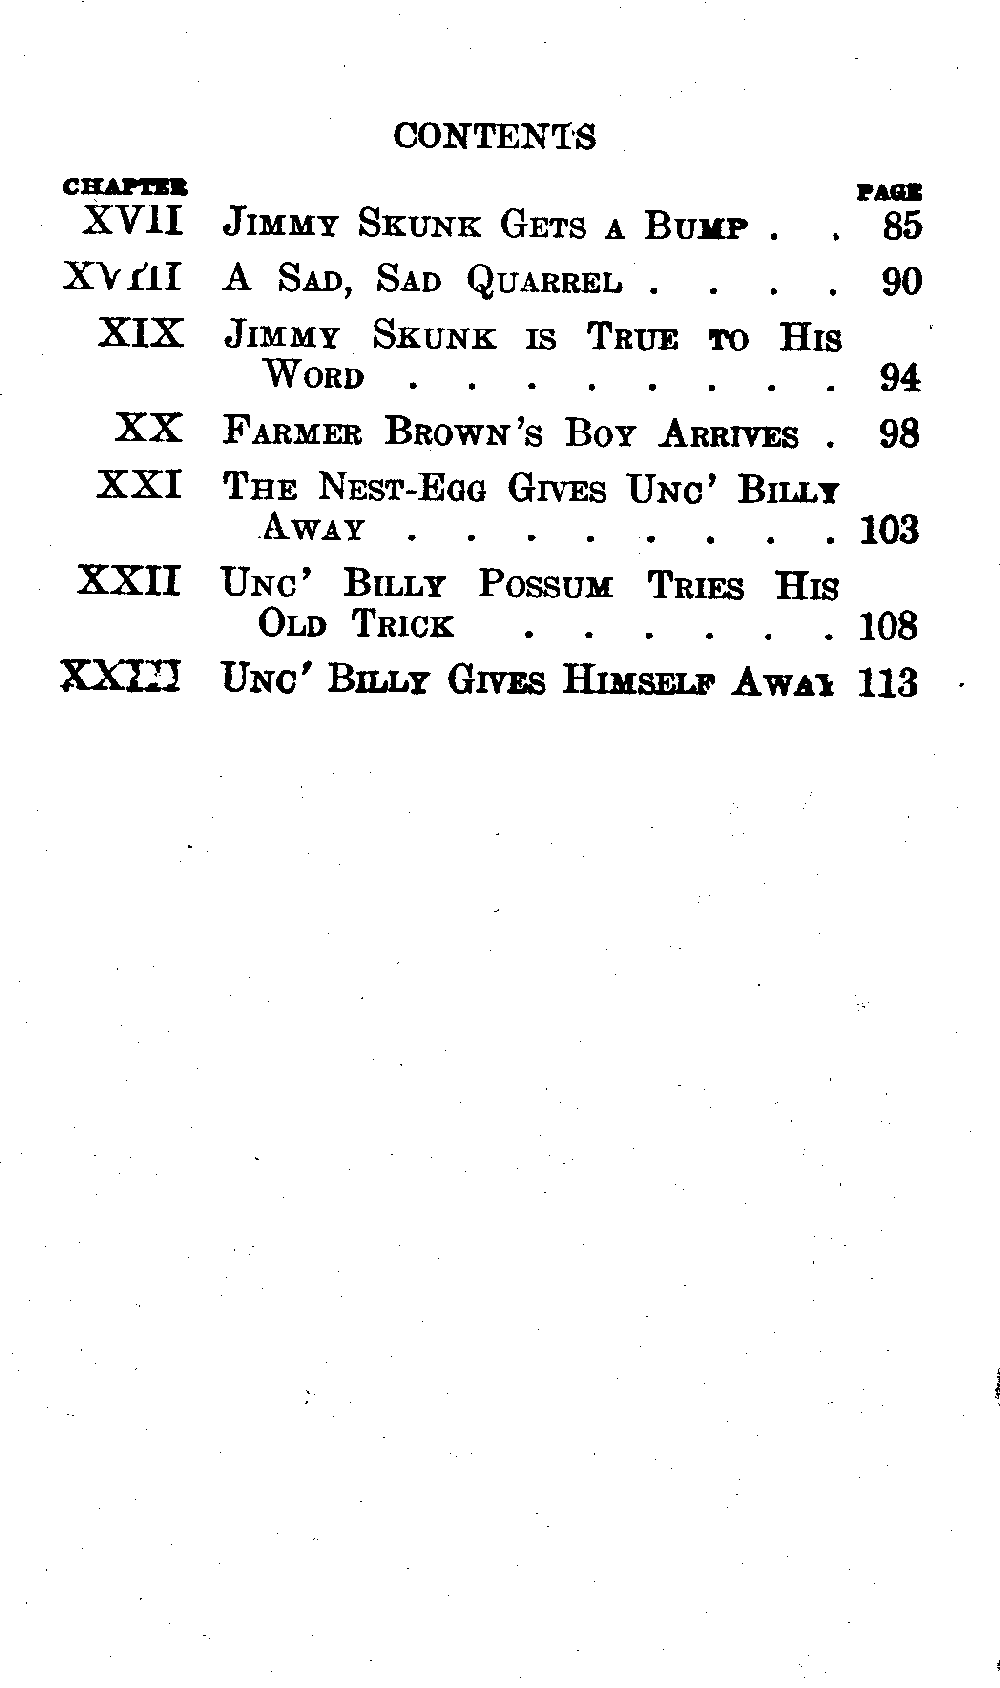 CONTENTS
CHAPTER PAGE
XVII JIMMY SKUNK GETS A BUMP . . 85
XVIII A SAD, SAD QUARREL . . . . 90
XIX JIMMY SKUNK IS TRUE TO HIS
WORD . . . . . . . . 94
XX FARMER BROWN'S BOY ARRIVES . 98
XXI THE NEST-EGG GIVES UNC' BILLY
AWAY . . . . . . . . 103
XXII UNC' BILLY POSSUM TRIES HIS
OLD TRICK . . . . . . 108
XXIII UNC' BILLY GIVES HIMSELF AWAY 113